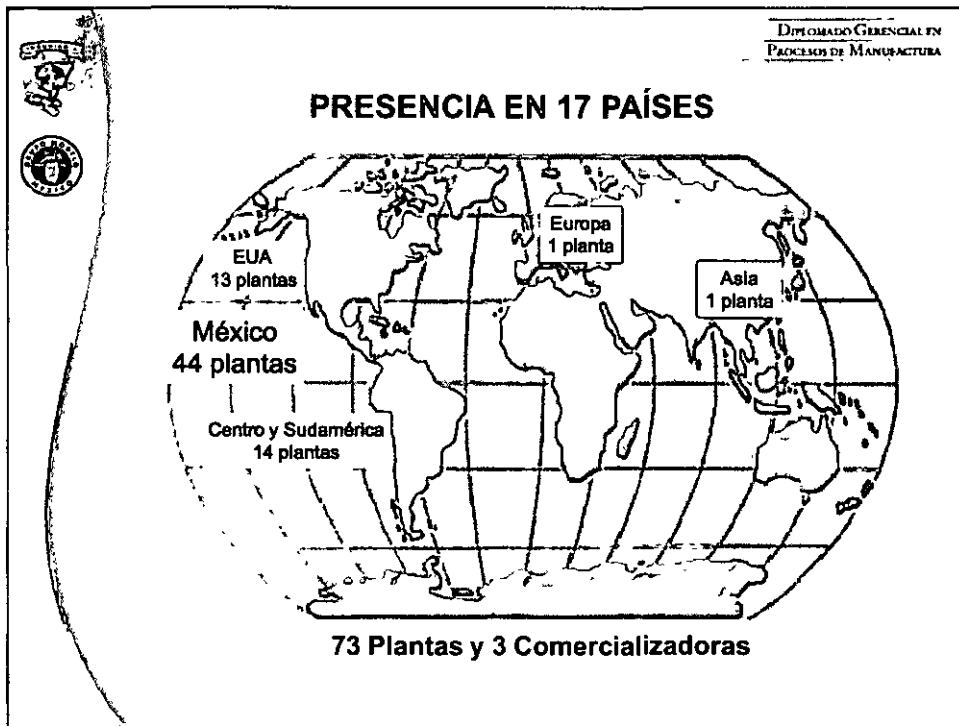 DIPLOMADO GERENCIAL EN
PROCESOS DE MANUFACTURA
PRESENCIA EN 17 PAÍSES
Europa
1 planta
EUA
13 plantas
Asia
1 planta
México
44 plantas
Centro y Sudamérica
14 plantas
73 Plantas y 3 Comercializadoras